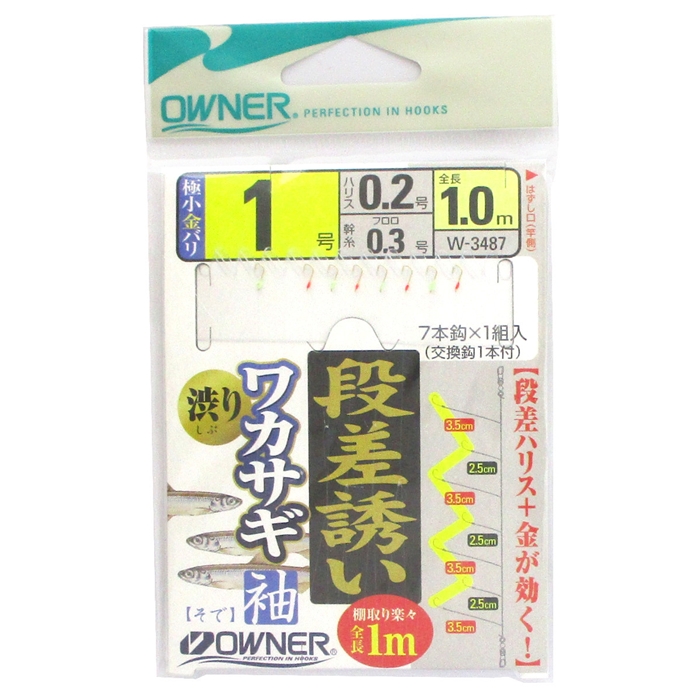 OWNER® PERFECTION IN HOOKS
極小金バリ
1号
ハリス 0.2号
フロロ
幹糸 0.3号
全長
1.0m
W-3487
▶はずし口(竿側)
7本鈎×1組入
(交換鈎1本付)
【段差ハリス+金が効く!】
段差誘い
渋り
しぶ
ワカサギ
袖
【そで】
3.5cm
2.5cm
3.5cm
2.5cm
3.5cm
2.5cm
3.5cm
棚取り楽々
全長1m
OWNER®
PERFECTION IN HOOKS